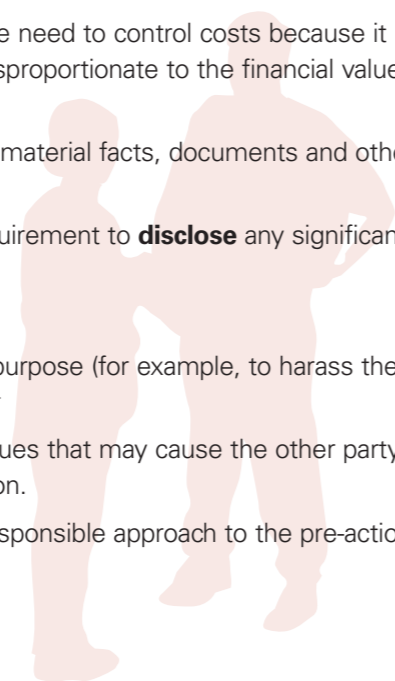 e need to control costs because it
sproportionate to the financial value
material facts, documents and othe
uirement to disclose any significan
purpose (for example, to harass the
ues that may cause the other party
on.
sponsible approach to the pre-actio